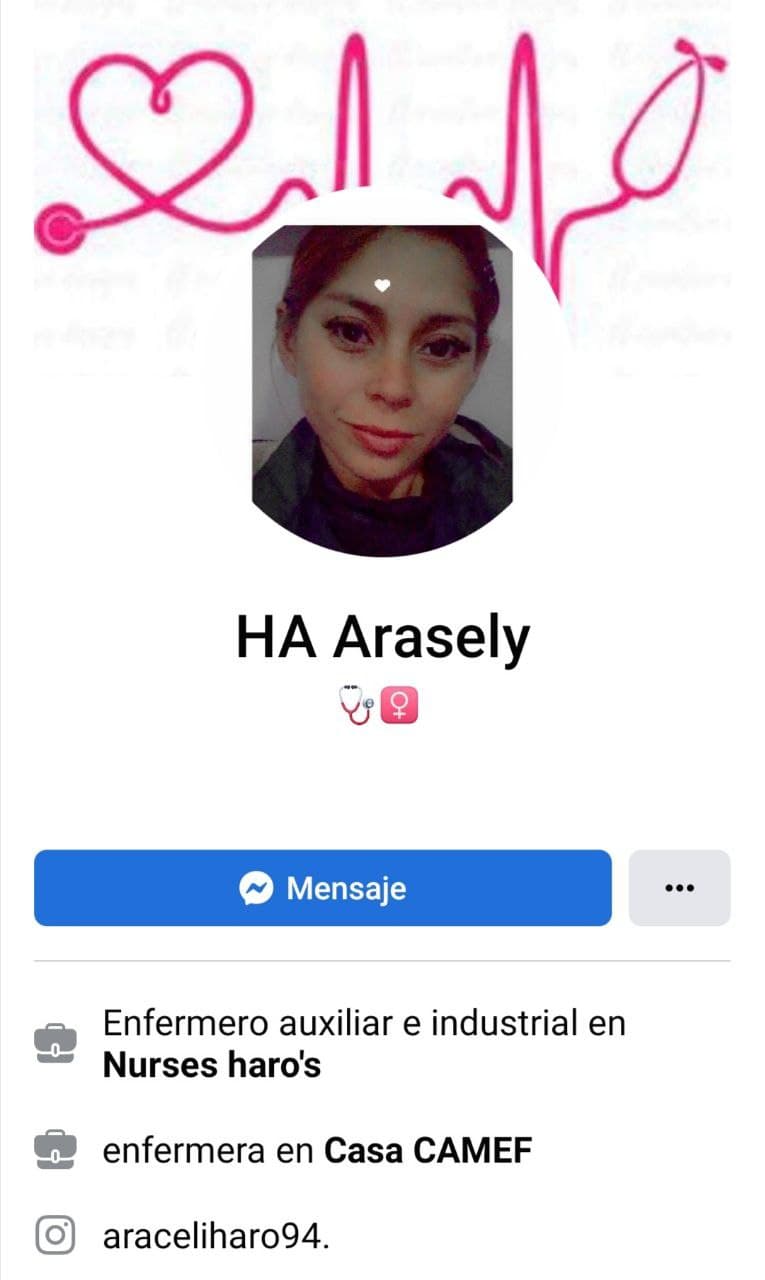 HA Arasely
🩺🚺
Mensaje
Enfermero auxiliar e industrial en
Nurses haro's
enfermera en Casa CAMEF
araceliharo94.